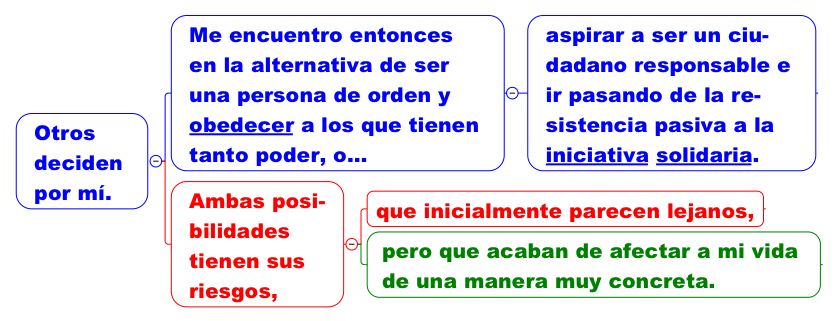 Otros
deciden
por mí.
Me encuentro entonces
en la alternativa de ser
una persona de orden y
obedecer a los que tienen
tanto poder, o...
aspirar a ser un ciu-
dadano responsable e
ir pasando de la re-
sistencia pasiva a la
iniciativa solidaria.
Ambas posi-
bilidades
tienen sus
riesgos,
que inicialmente parecen lejanos,
pero que acaban de afectar a mi vida
de una manera muy concreta.